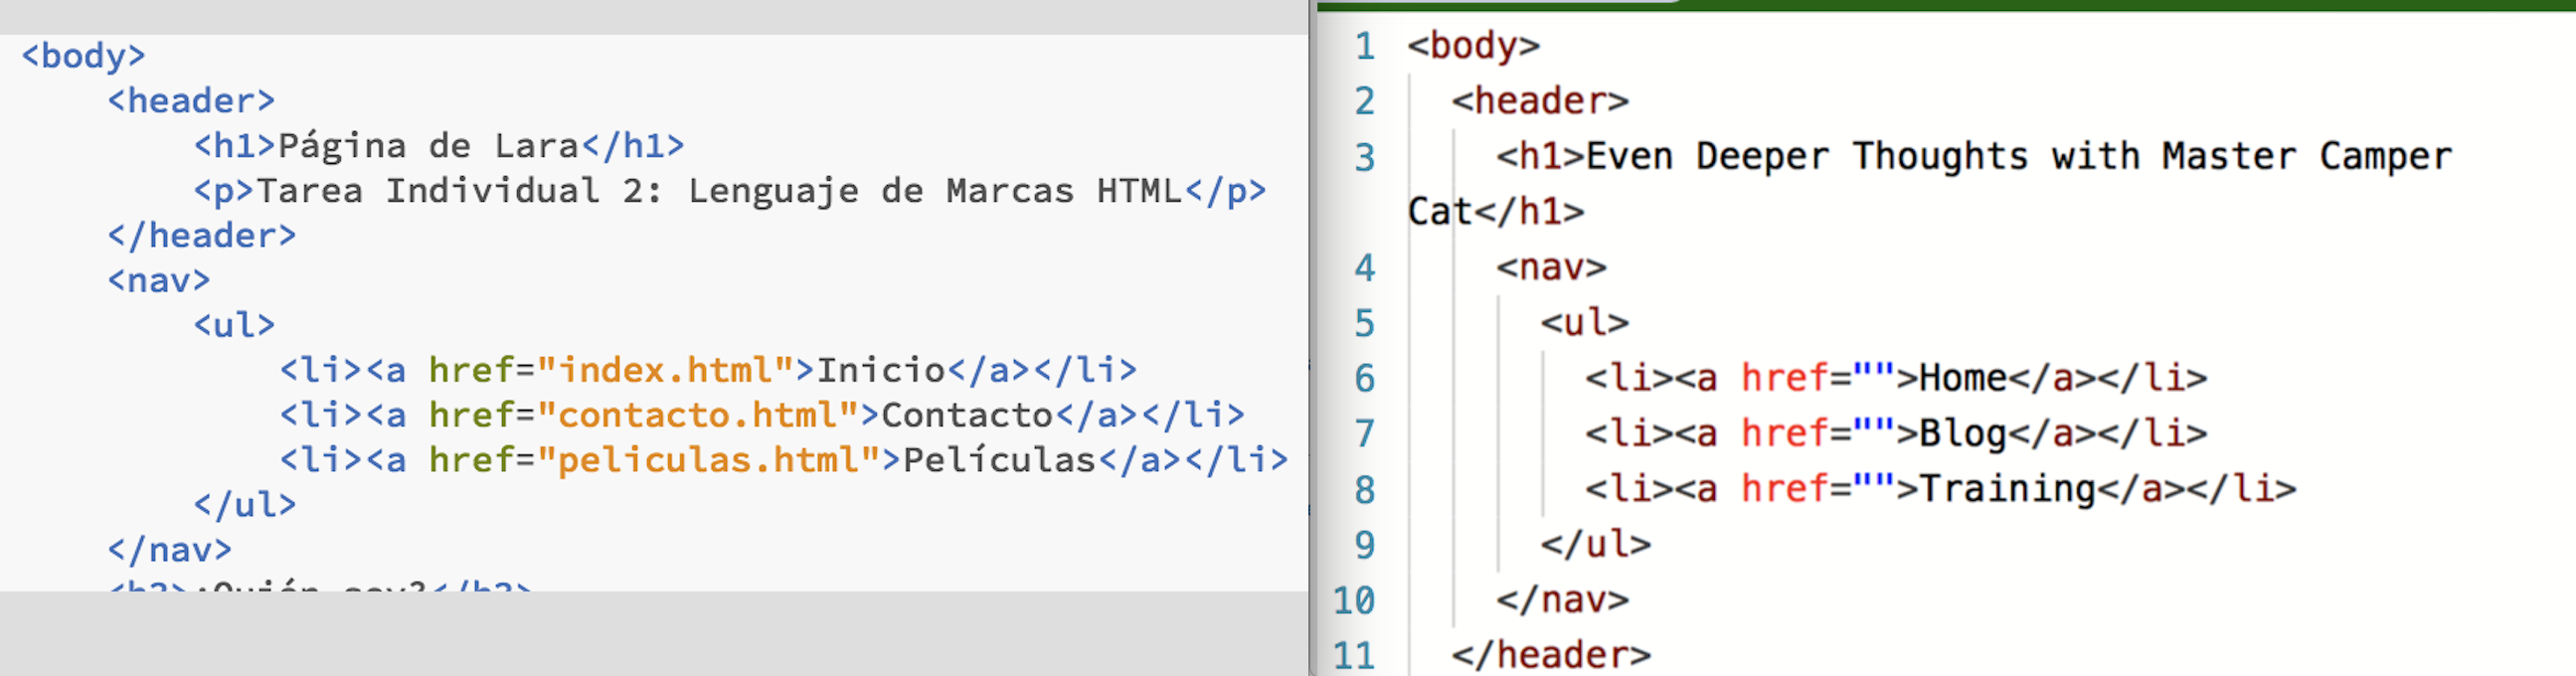 <body>
<header>
<h1>Página de Lara</h1>
<p>Tarea Individual 2: Lenguaje de Marcas HTML</p>
</header>
<nav>
<ul>
<li><a href="index.html">Inicio</a></li>
<li><a href="contacto.html">Contacto</a></li>
<li><a href="peliculas.html">Películas</a></li>
</ul>
</nav>
1 <body>
2 <header>
3 <h1>Even Deeper Thoughts with Master Camper
Cat</h1>
4 <nav>
5 <ul>
6 <li><a href="">Home</a></li>
7 <li><a href="">Blog</a></li>
8 <li><a href="">Training</a></li>
9 </ul>
10 </nav>
11 </header>